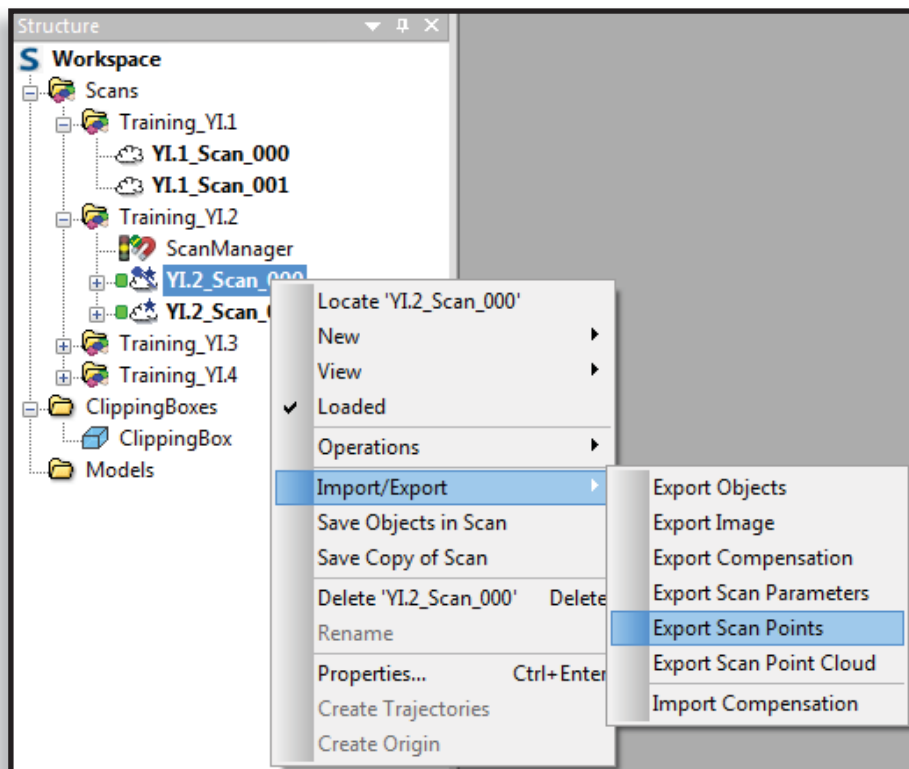 Structure
S Workspace
Scans
Training_YI.1
YI.1_Scan_000
YI.1_Scan_001
Training_YI.2
ScanManager
YI.2_Scan_000
YI.2_Scan_
Training_YI.3
Training_YI.4
ClippingBoxes
ClippingBox
Models
Locate 'YI.2_Scan_000'
New
View
Loaded
Operations
Import/Export
Save Objects in Scan
Save Copy of Scan
Delete 'YI.2_Scan_000' Delete
Rename
Properties... Ctrl+Enter
Create Trajectories
Create Origin
Export Objects
Export Image
Export Compensation
Export Scan Parameters
Export Scan Points
Export Scan Point Cloud
Import Compensation